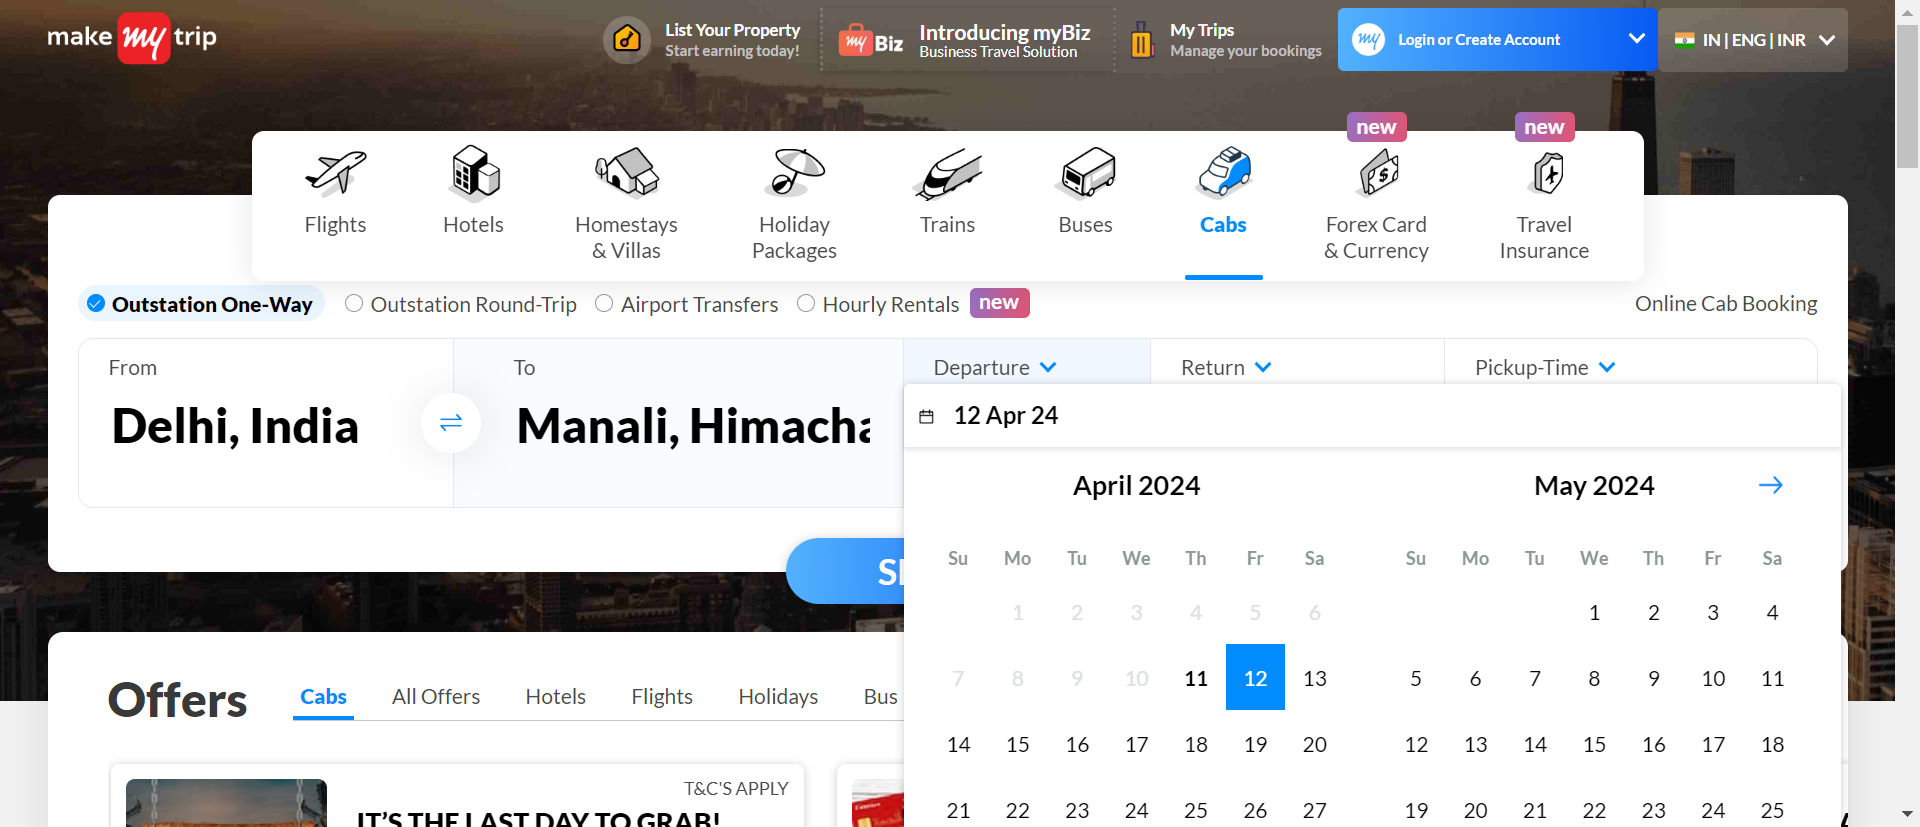 make my trip
List Your Property
Start earning today!
my Biz
Introducing myBiz
Business Travel Solution
My Trips
Manage your bookings
my Login or Create Account
IN | ENG | INR
new
new
Flights
Hotels
Homestays
& Villas
Holiday
Packages
Trains
Buses
Cabs
Forex Card
& Currency
Travel
Insurance
Outstation One-Way
Outstation Round-Trip
Airport Transfers
Hourly Rentals
new
Online Cab Booking
From
To
Departure
Return
Pickup-Time
Delhi, India
Manali, Himacha
12 Apr 24
April 2024
May 2024
Su Mo Tu We Th Fr Sa
Su Mo Tu We Th Fr Sa
1 2 3 4 5 6
1 2 3 4
7 8 9 10 11 12 13
5 6 7 8 9 10 11
14 15 16 17 18 19 20
12 13 14 15 16 17 18
21 22 23 24 25 26 27
19 20 21 22 23 24 25
Offers
Cabs
All Offers
Hotels
Flights
Holidays
Bus
T&C'S APPLY
IT'S THE LAST DAY TO GRAB!